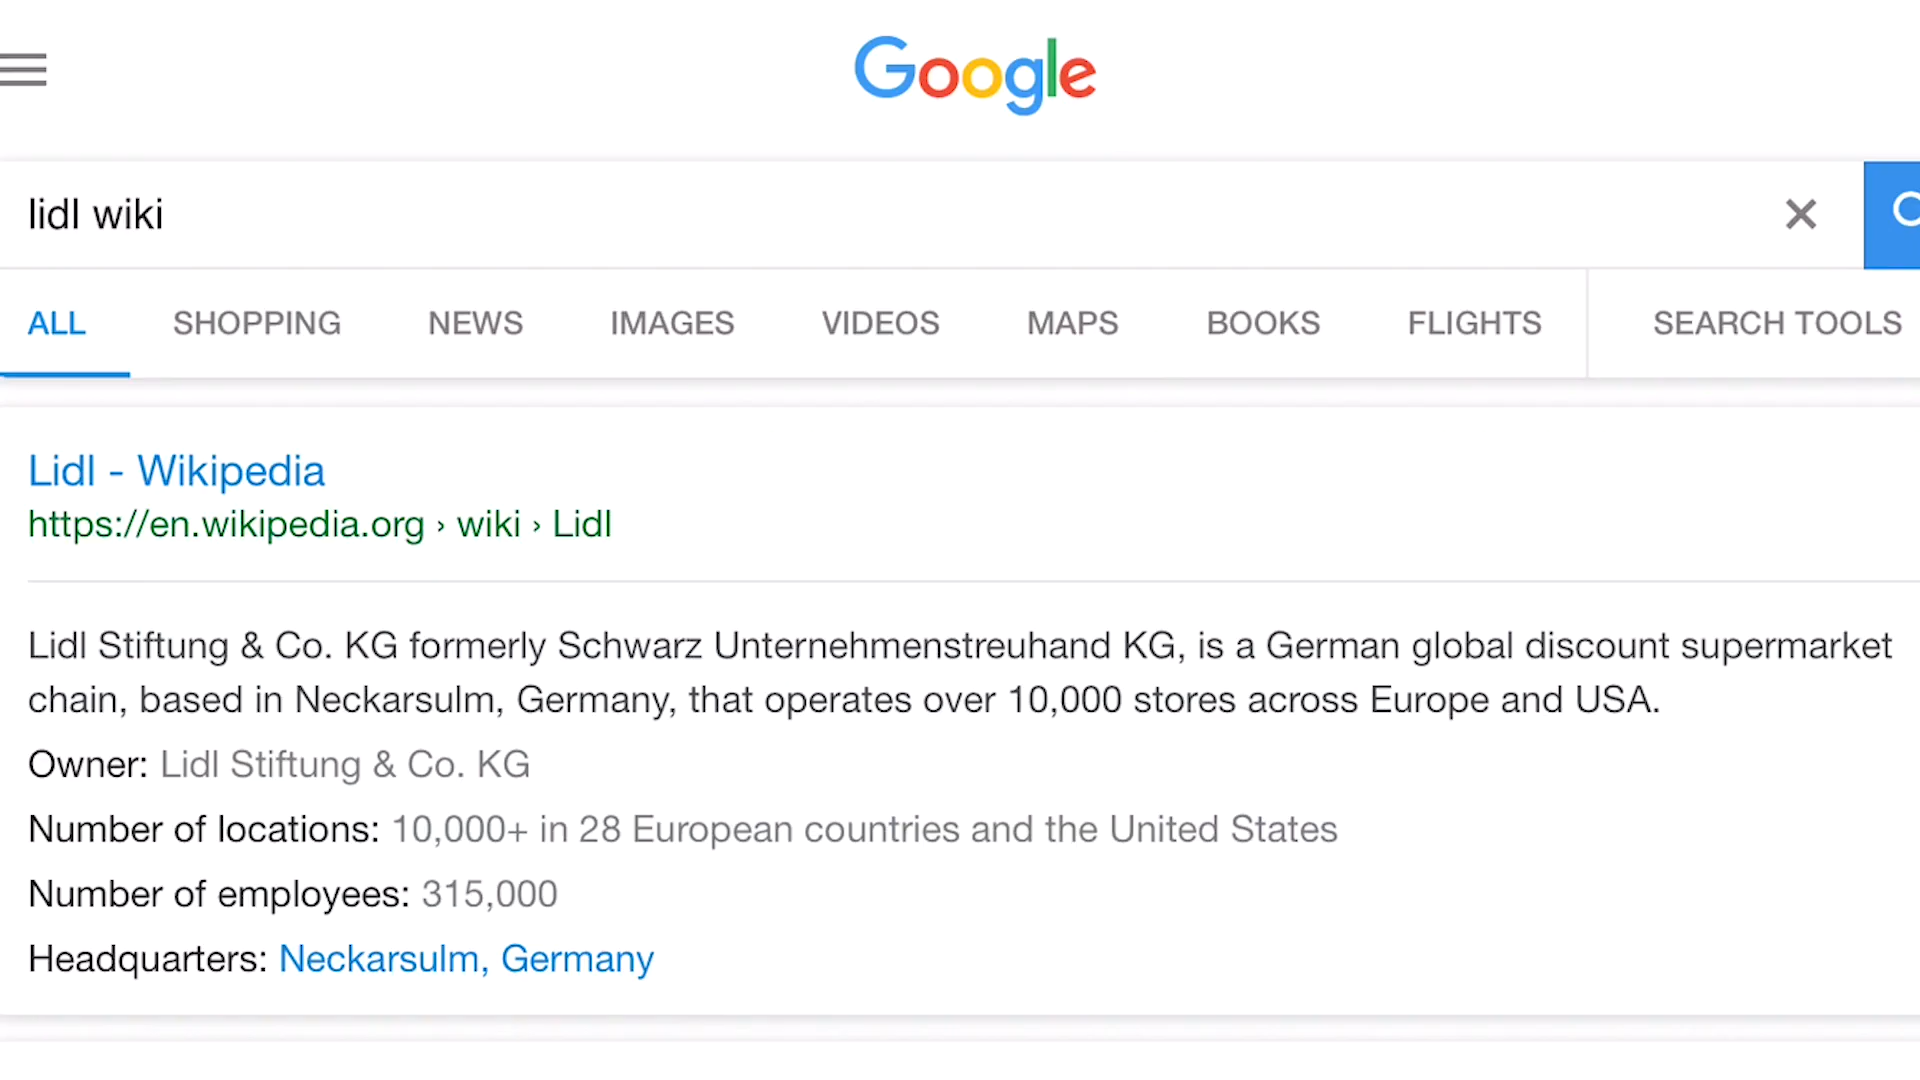 Google
lidl wiki
ALL SHOPPING NEWS IMAGES VIDEOS MAPS BOOKS FLIGHTS SEARCH TOOLS
Lidl - Wikipedia
https://en.wikipedia.org › wiki › Lidl
Lidl Stiftung & Co. KG formerly Schwarz Unternehmenstreuhand KG, is a German global discount supermarket
chain, based in Neckarsulm, Germany, that operates over 10,000 stores across Europe and USA.
Owner: Lidl Stiftung & Co. KG
Number of locations: 10,000+ in 28 European countries and the United States
Number of employees: 315,000
Headquarters: Neckarsulm, Germany